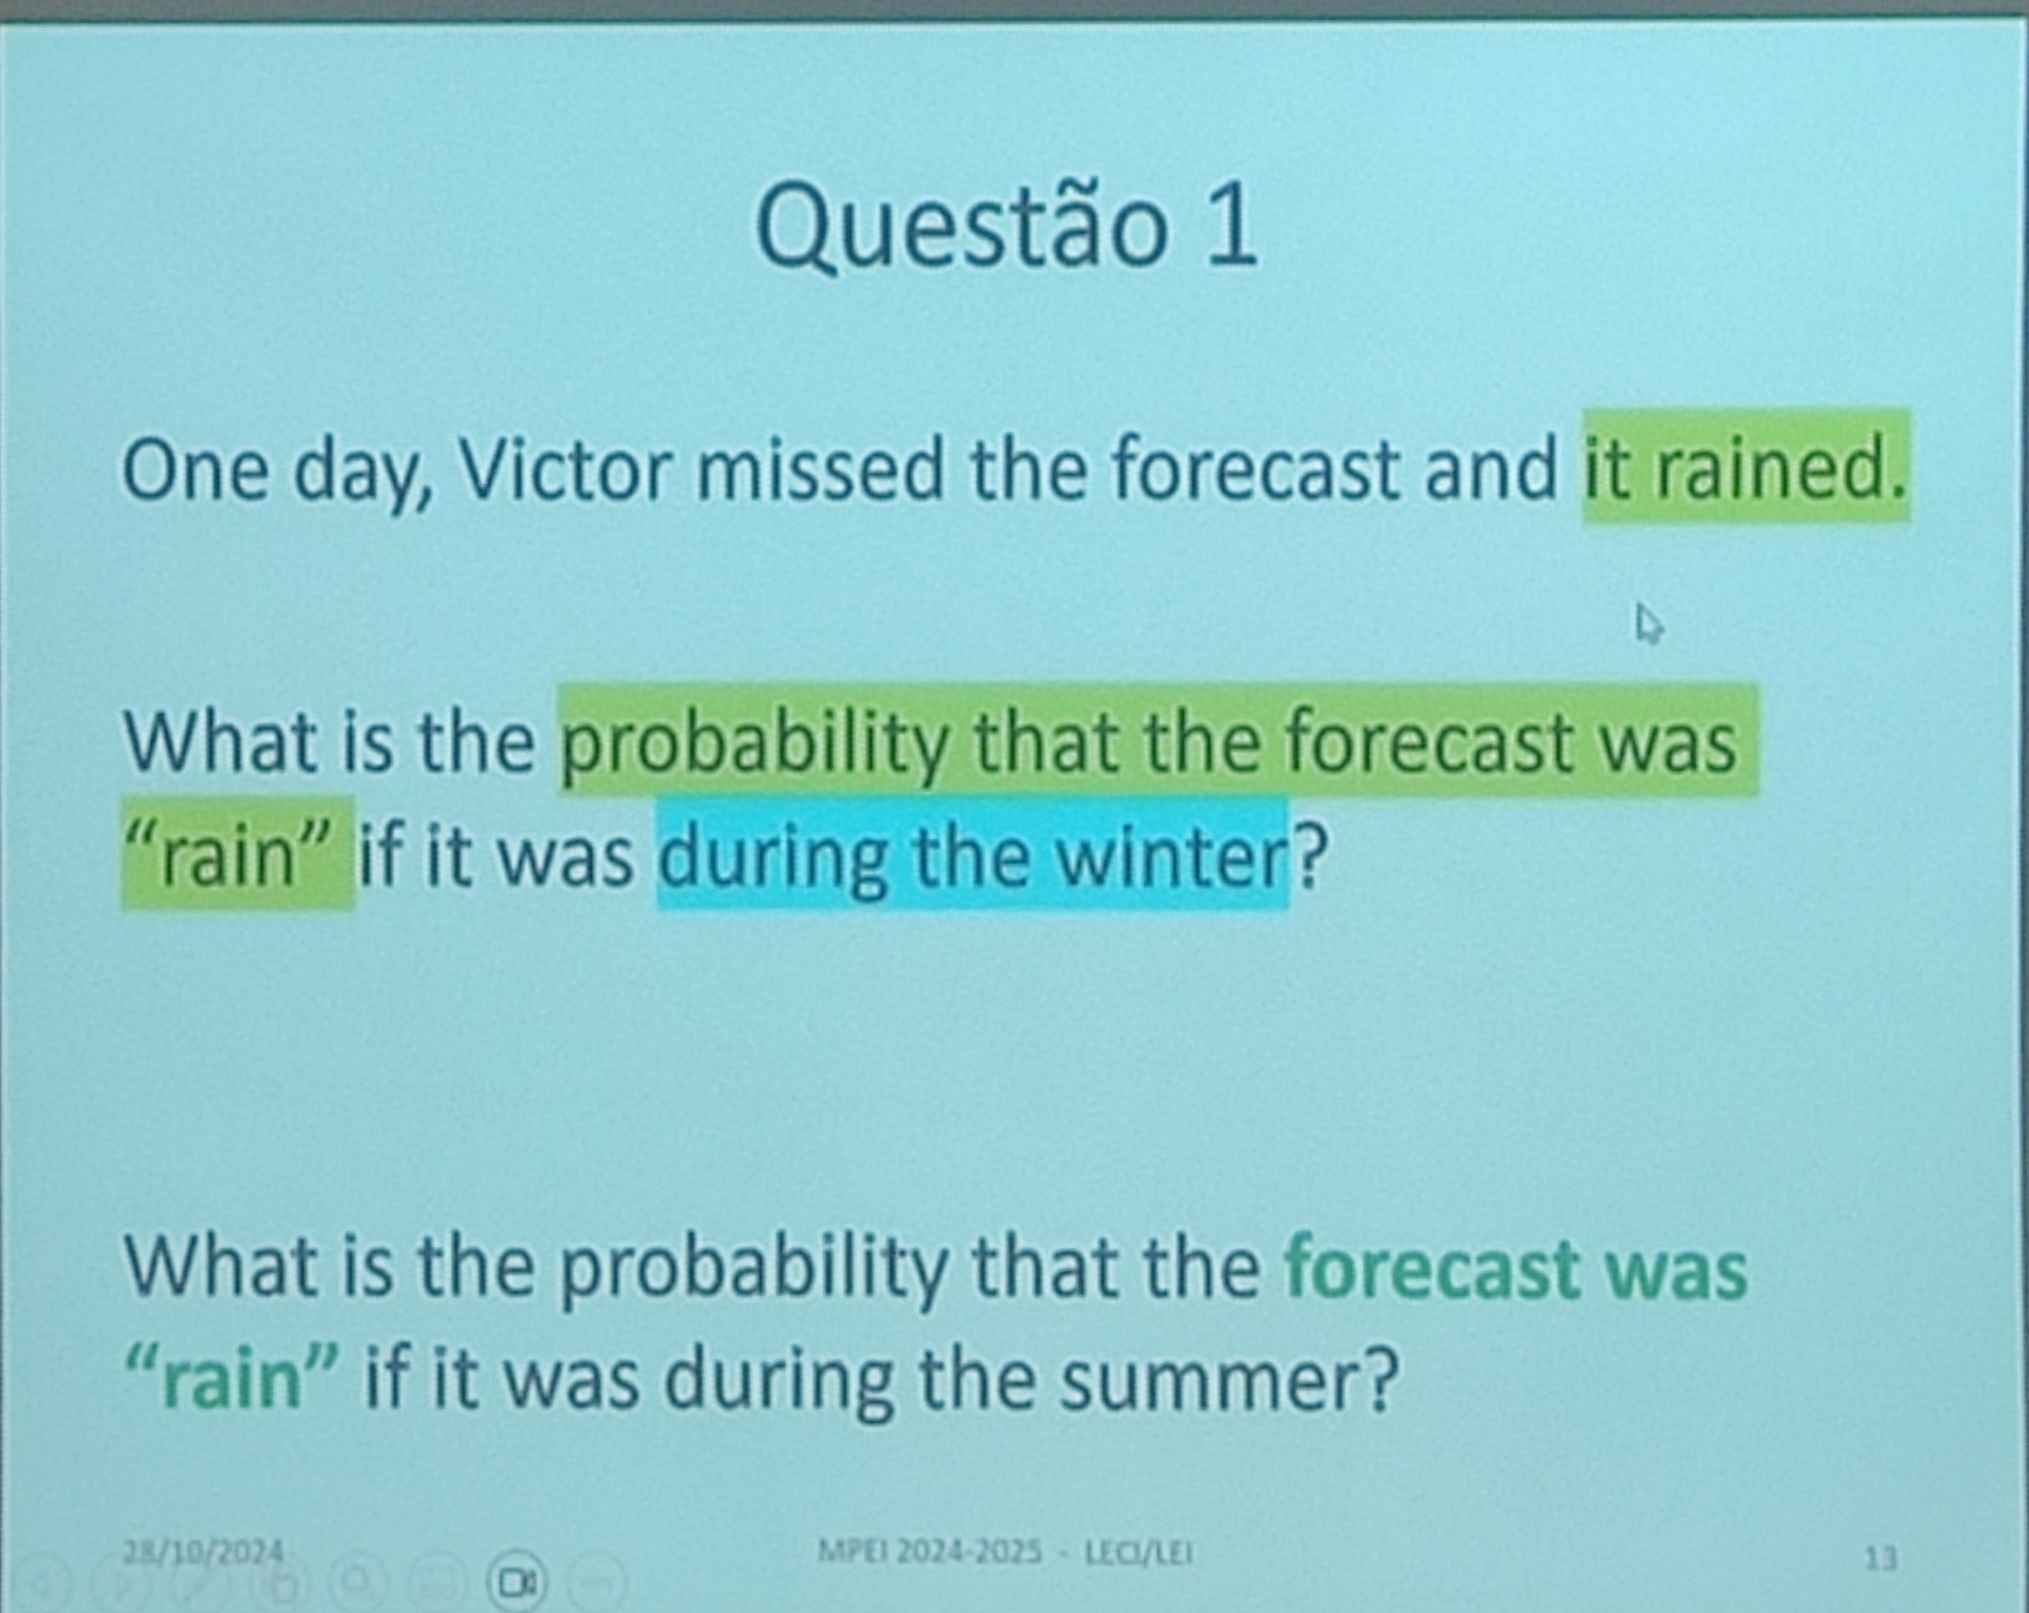 Questão 1
One day, Victor missed the forecast and it rained.
What is the probability that the forecast was
“rain” if it was during the winter?
What is the probability that the forecast was
“rain” if it was during the summer?
28/10/2024
MPEI 2024-2025 - LECI/LEI
13